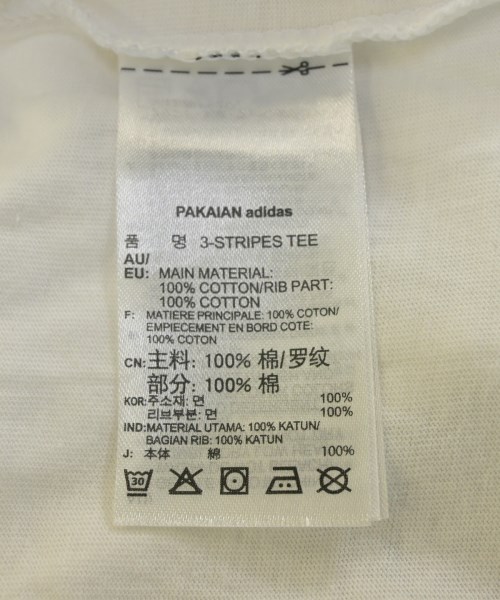 PAKAIAN adidas
품 명 3-STRIPES TEE
AU/
EU: MAIN MATERIAL:
100% COTTON/RIB PART:
100% COTTON
F: MATIERE PRINCIPALE: 100% COTON/
EMPIECEMENT EN BORD COTE:
100% COTON
CN: 主料: 100% 棉/罗纹
部分: 100% 棉
KOR: 주소재: 면 100%
리브부분: 면 100%
IND: MATERIAL UTAMA: 100% KATUN/
BAGIAN RIB: 100% KATUN
J: 本体 綿 100%
30